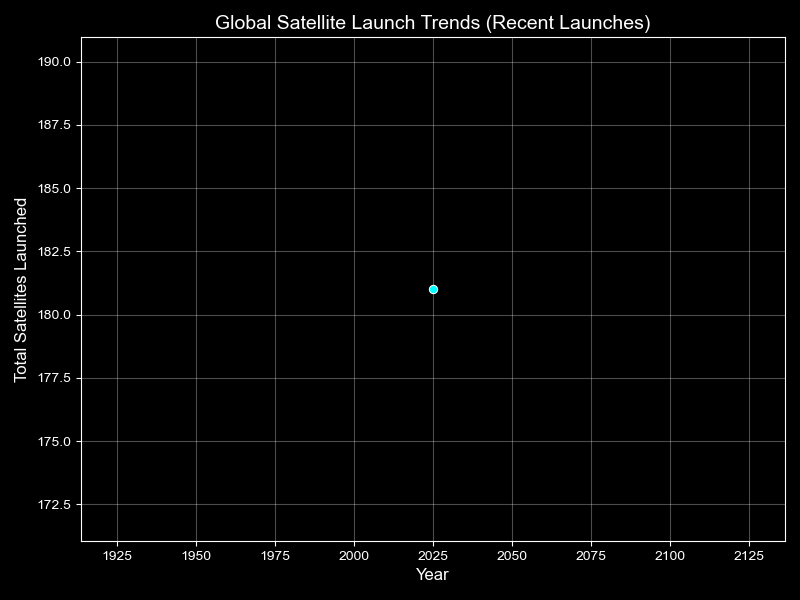 Global Satellite Launch Trends (Recent Launches)
190.0
187.5
185.0
182.5
180.0
177.5
175.0
172.5
Total Satellites Launched
1925 1950 1975 2000 2025 2050 2075 2100 2125
Year